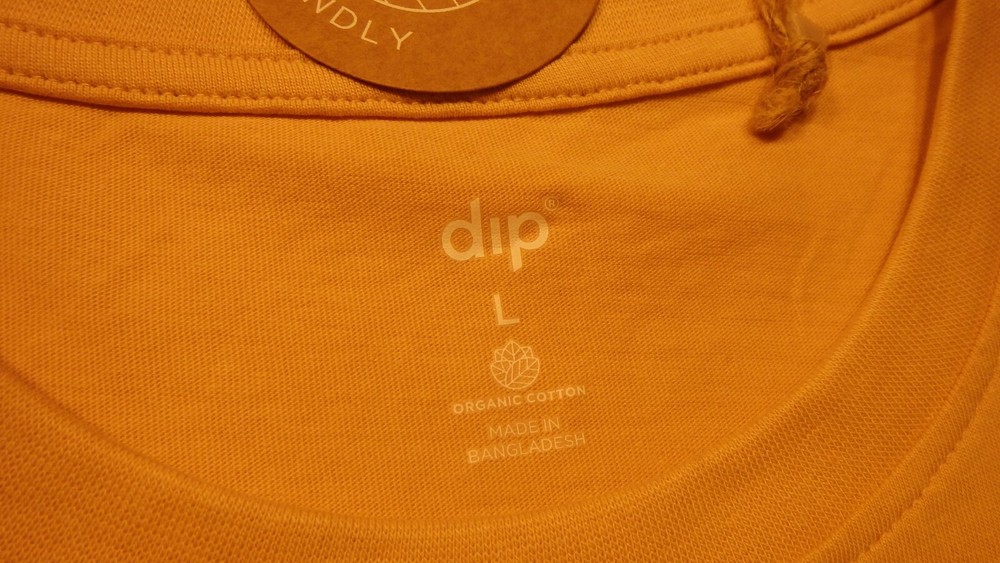 NDLY
dip®
L
ORGANIC COTTON
MADE IN
BANGLADESH